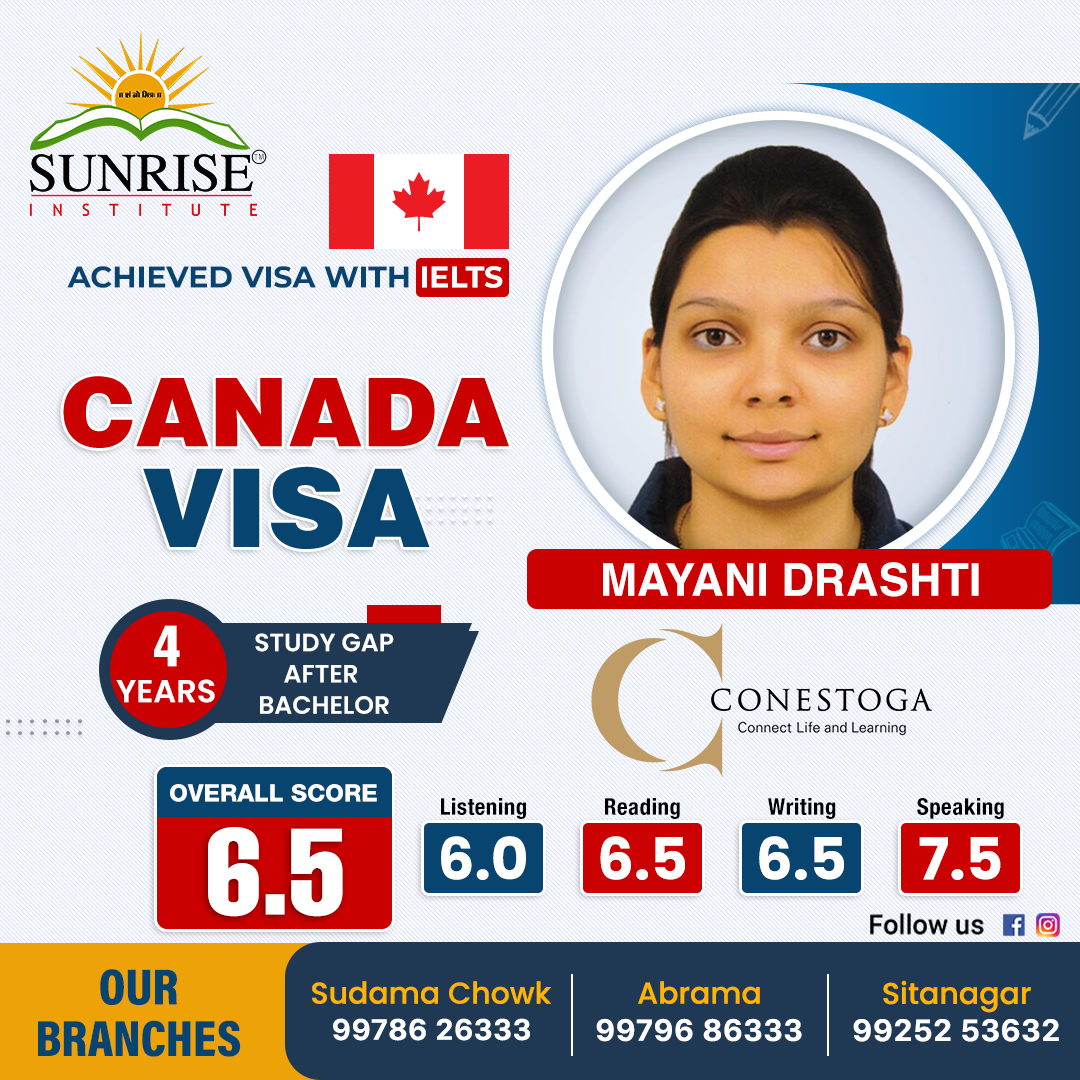 SUNRISE
TM
INSTITUTE
ACHIEVED VISA WITH IELTS
CANADA
VISA
MAYANI DRASHTI
4
YEARS
STUDY GAP
AFTER
BACHELOR
CONESTOGA
Connect Life and Learning
OVERALL SCORE
6.5
Listening
6.0
Reading
6.5
Writing
6.5
Speaking
7.5
Follow us
OUR
BRANCHES
Sudama Chowk
99786 26333
Abrama
99796 86333
Sitanagar
99252 53632